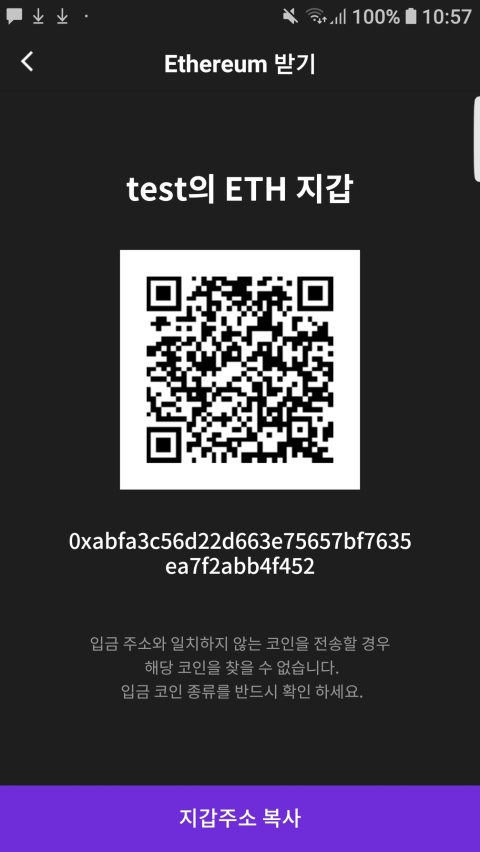 100% 10:57
Ethereum 받기
test의 ETH 지갑
0xabfa3c56d22d663e75657bf7635
ea7f2abb4f452
입금 주소와 일치하지 않는 코인을 전송할 경우
해당 코인을 찾을 수 없습니다.
입금 코인 종류를 반드시 확인 하세요.
지갑주소 복사